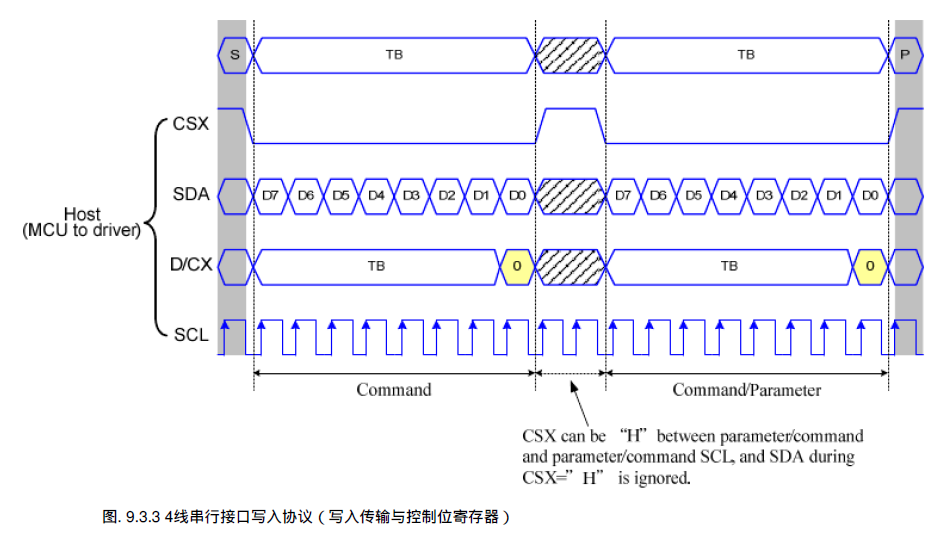 S TB TB P
CSX
SDA D7 D6 D5 D4 D3 D2 D1 D0 D7 D6 D5 D4 D3 D2 D1 D0
Host
(MCU to driver)
D/CX TB 0 TB 0
SCL
Command Command/Parameter
CSX can be “H” between parameter/command
and parameter/command SCL, and SDA during
CSX=”H” is ignored.
图. 9.3.3 4线串行接口写入协议（写入传输与控制位寄存器）